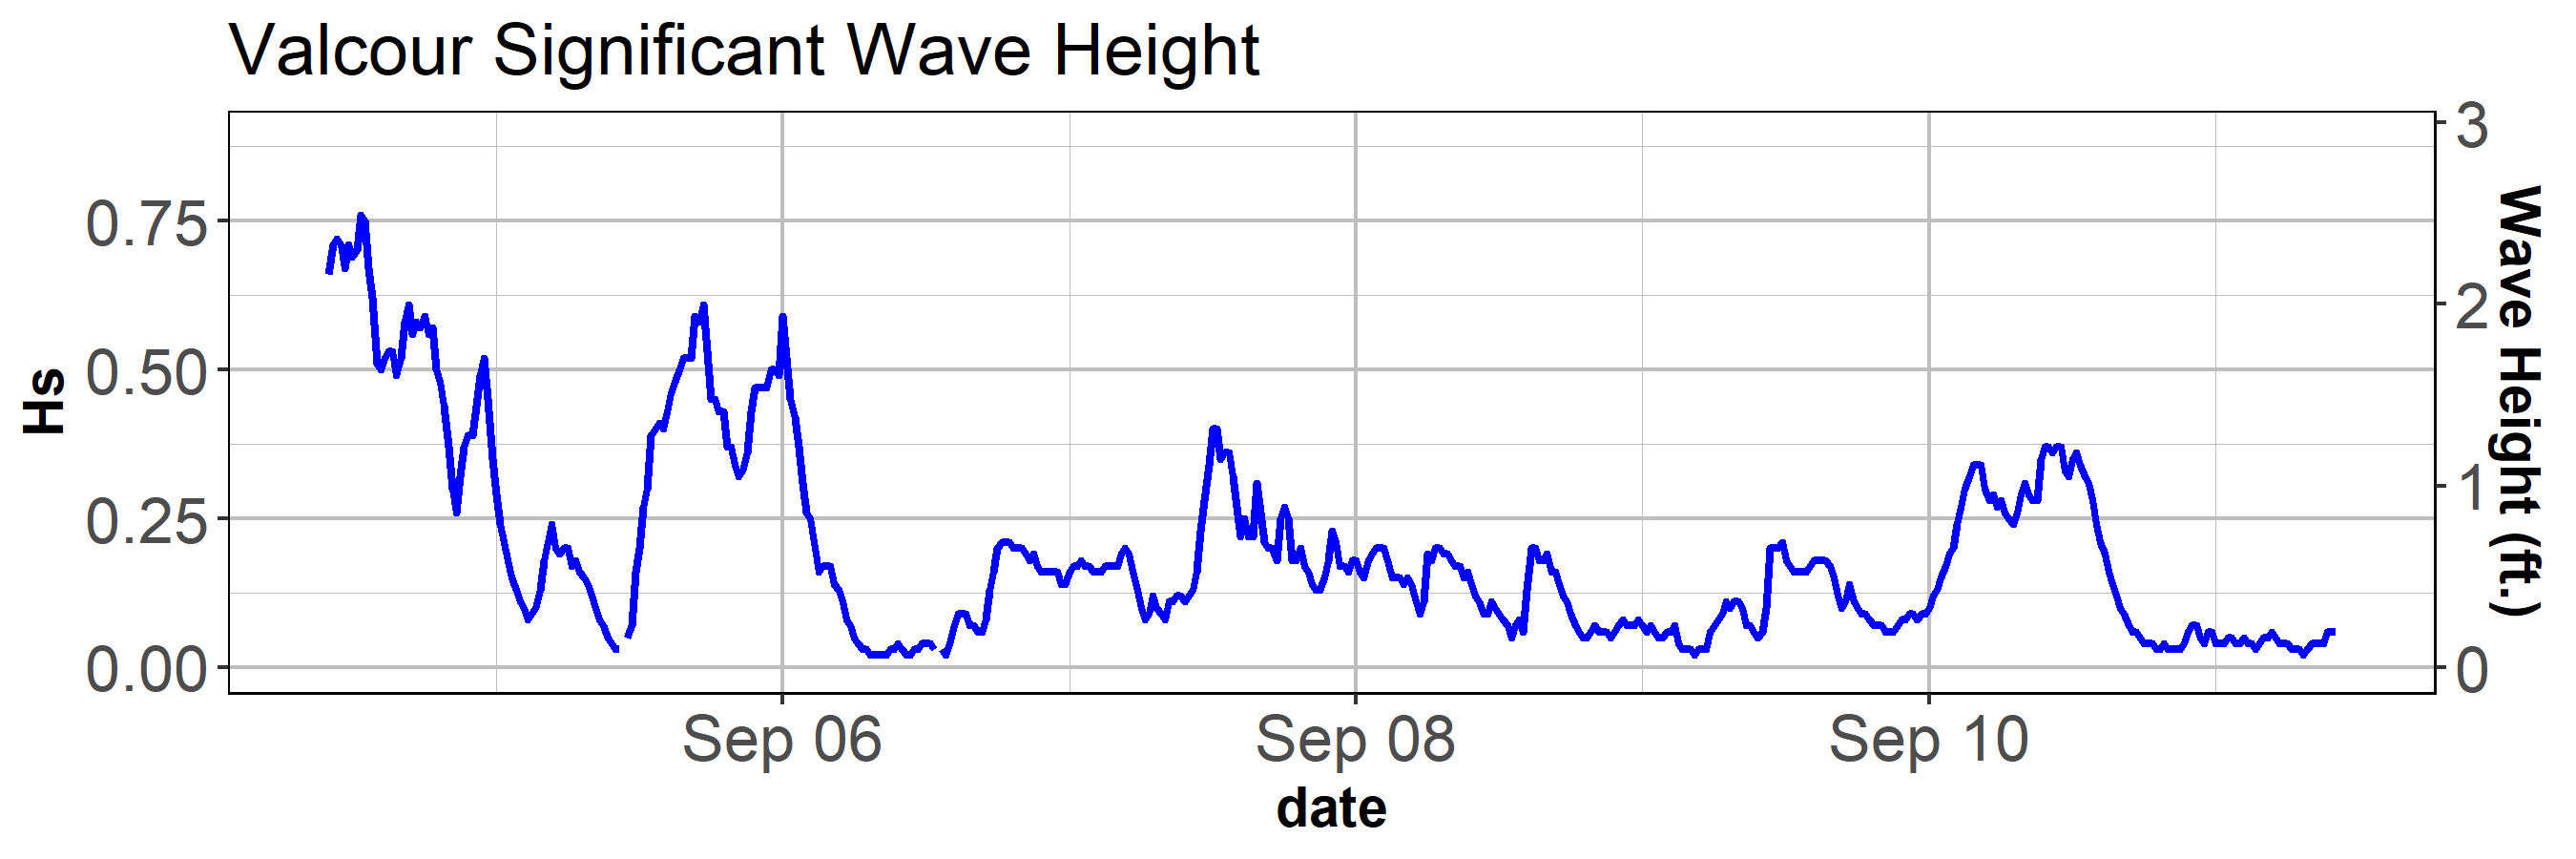 Valcour Significant Wave Height
Hs
0.75
0.50
0.25
0.00
3
2
1
0
Wave Height (ft.)
Sep 06
Sep 08
Sep 10
date